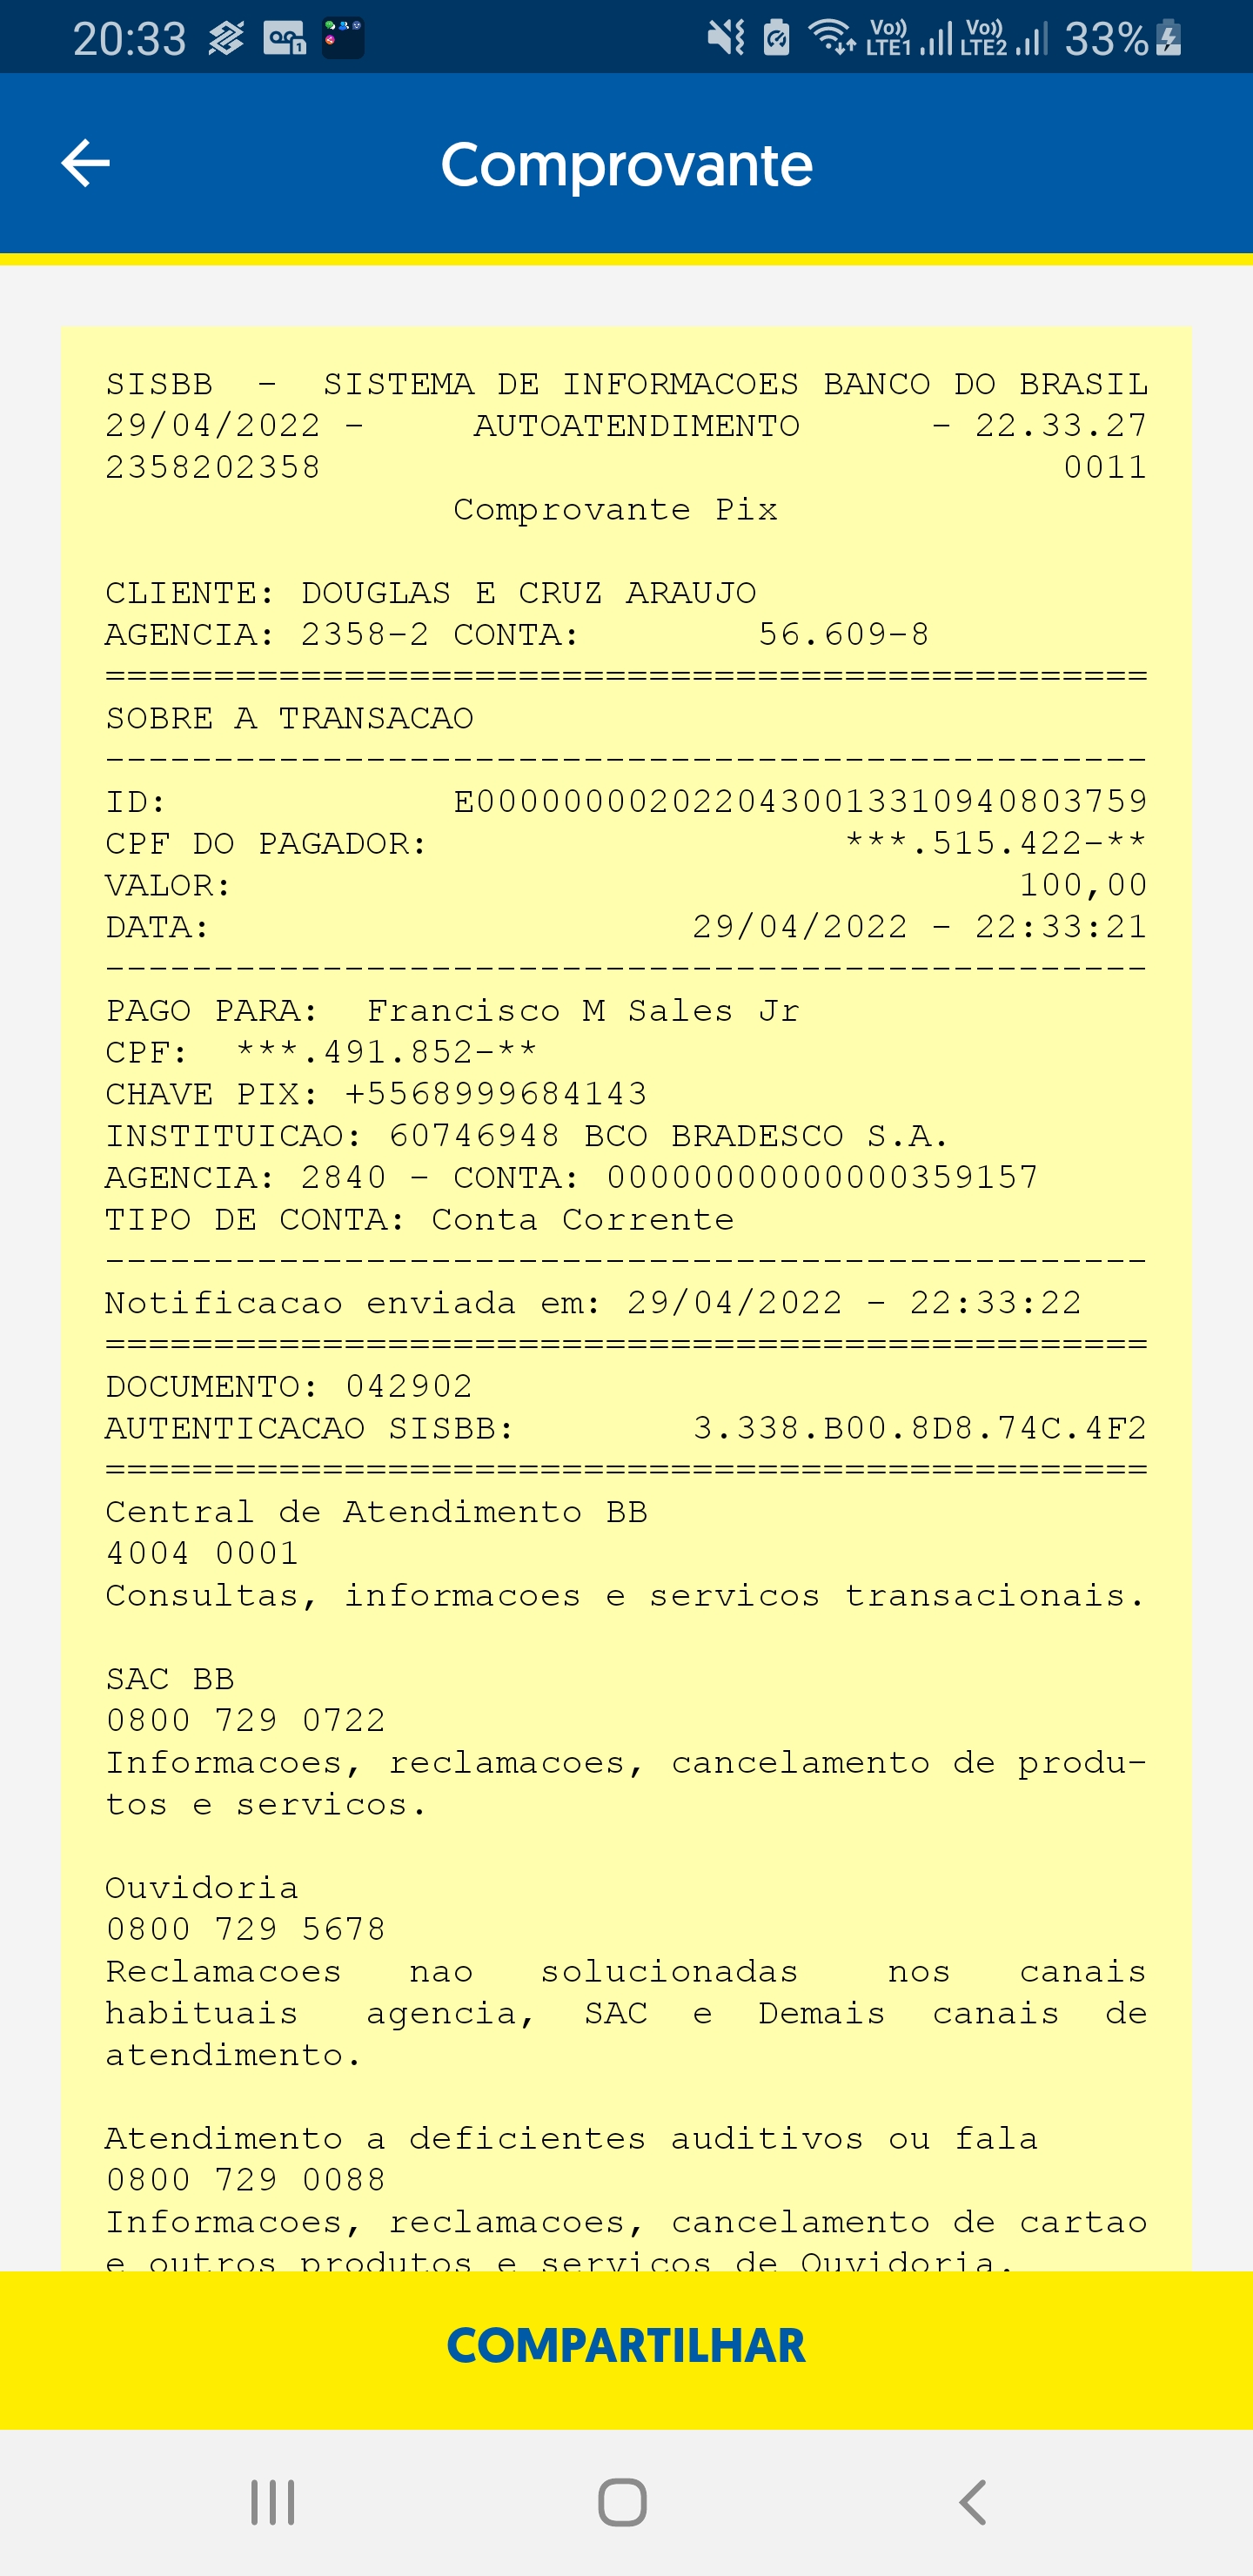 20:33 Vo)) LTE1 Vo)) LTE2 33%
Comprovante
SISBB - SISTEMA DE INFORMACOES BANCO DO BRASIL
29/04/2022 - AUTOATENDIMENTO - 22.33.27
2358202358 0011
Comprovante Pix
CLIENTE: DOUGLAS E CRUZ ARAUJO
AGENCIA: 2358-2 CONTA: 56.609-8
================================================
SOBRE A TRANSACAO
------------------------------------------------
ID: E0000000020220430013310940803759
CPF DO PAGADOR: ***.515.422-**
VALOR: 100,00
DATA: 29/04/2022 - 22:33:21
------------------------------------------------
PAGO PARA: Francisco M Sales Jr
CPF: ***.491.852-**
CHAVE PIX: +5568999684143
INSTITUICAO: 60746948 BCO BRADESCO S.A.
AGENCIA: 2840 - CONTA: 00000000000000359157
TIPO DE CONTA: Conta Corrente
------------------------------------------------
Notificacao enviada em: 29/04/2022 - 22:33:22
================================================
DOCUMENTO: 042902
AUTENTICACAO SISBB: 3.338.B00.8D8.74C.4F2
================================================
Central de Atendimento BB
4004 0001
Consultas, informacoes e servicos transacionais.
SAC BB
0800 729 0722
Informacoes, reclamacoes, cancelamento de produ-
tos e servicos.
Ouvidoria
0800 729 5678
Reclamacoes nao solucionadas nos canais
habituais agencia, SAC e Demais canais de
atendimento.
Atendimento a deficientes auditivos ou fala
0800 729 0088
Informacoes, reclamacoes, cancelamento de cartao
e outros produtos e servicos de Ouvidoria.
COMPARTILHAR